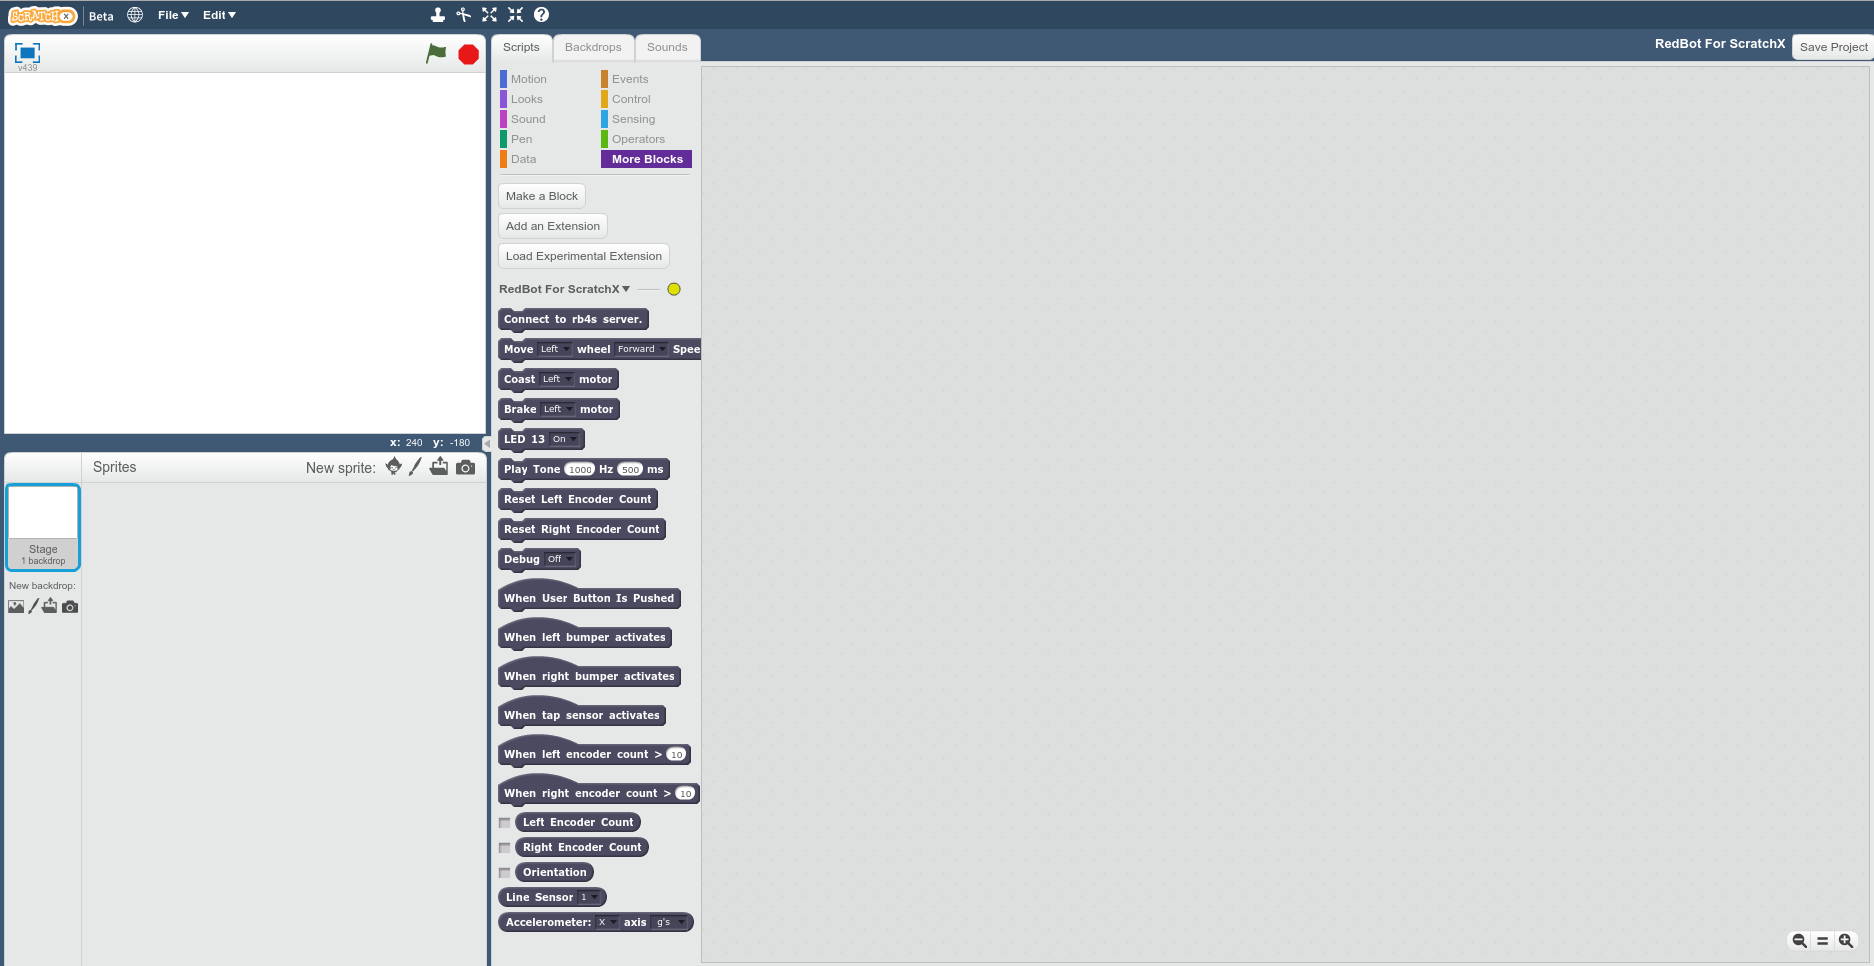 SCRATCHX Beta File Edit
v439
x: 240 y: -180
Sprites New sprite:
Stage
1 backdrop
New backdrop:
Scripts Backdrops Sounds
RedBot For ScratchX Save Project
Motion Events
Looks Control
Sound Sensing
Pen Operators
Data More Blocks
Make a Block
Add an Extension
Load Experimental Extension
RedBot For ScratchX
Connect to rb4s server.
Move Left wheel Forward Spee
Coast Left motor
Brake Left motor
LED 13 On
Play Tone 1000 Hz 500 ms
Reset Left Encoder Count
Reset Right Encoder Count
Debug Off
When User Button Is Pushed
When left bumper activates
When right bumper activates
When tap sensor activates
When left encoder count > 10
When right encoder count > 10
Left Encoder Count
Right Encoder Count
Orientation
Line Sensor 1
Accelerometer: X axis g's